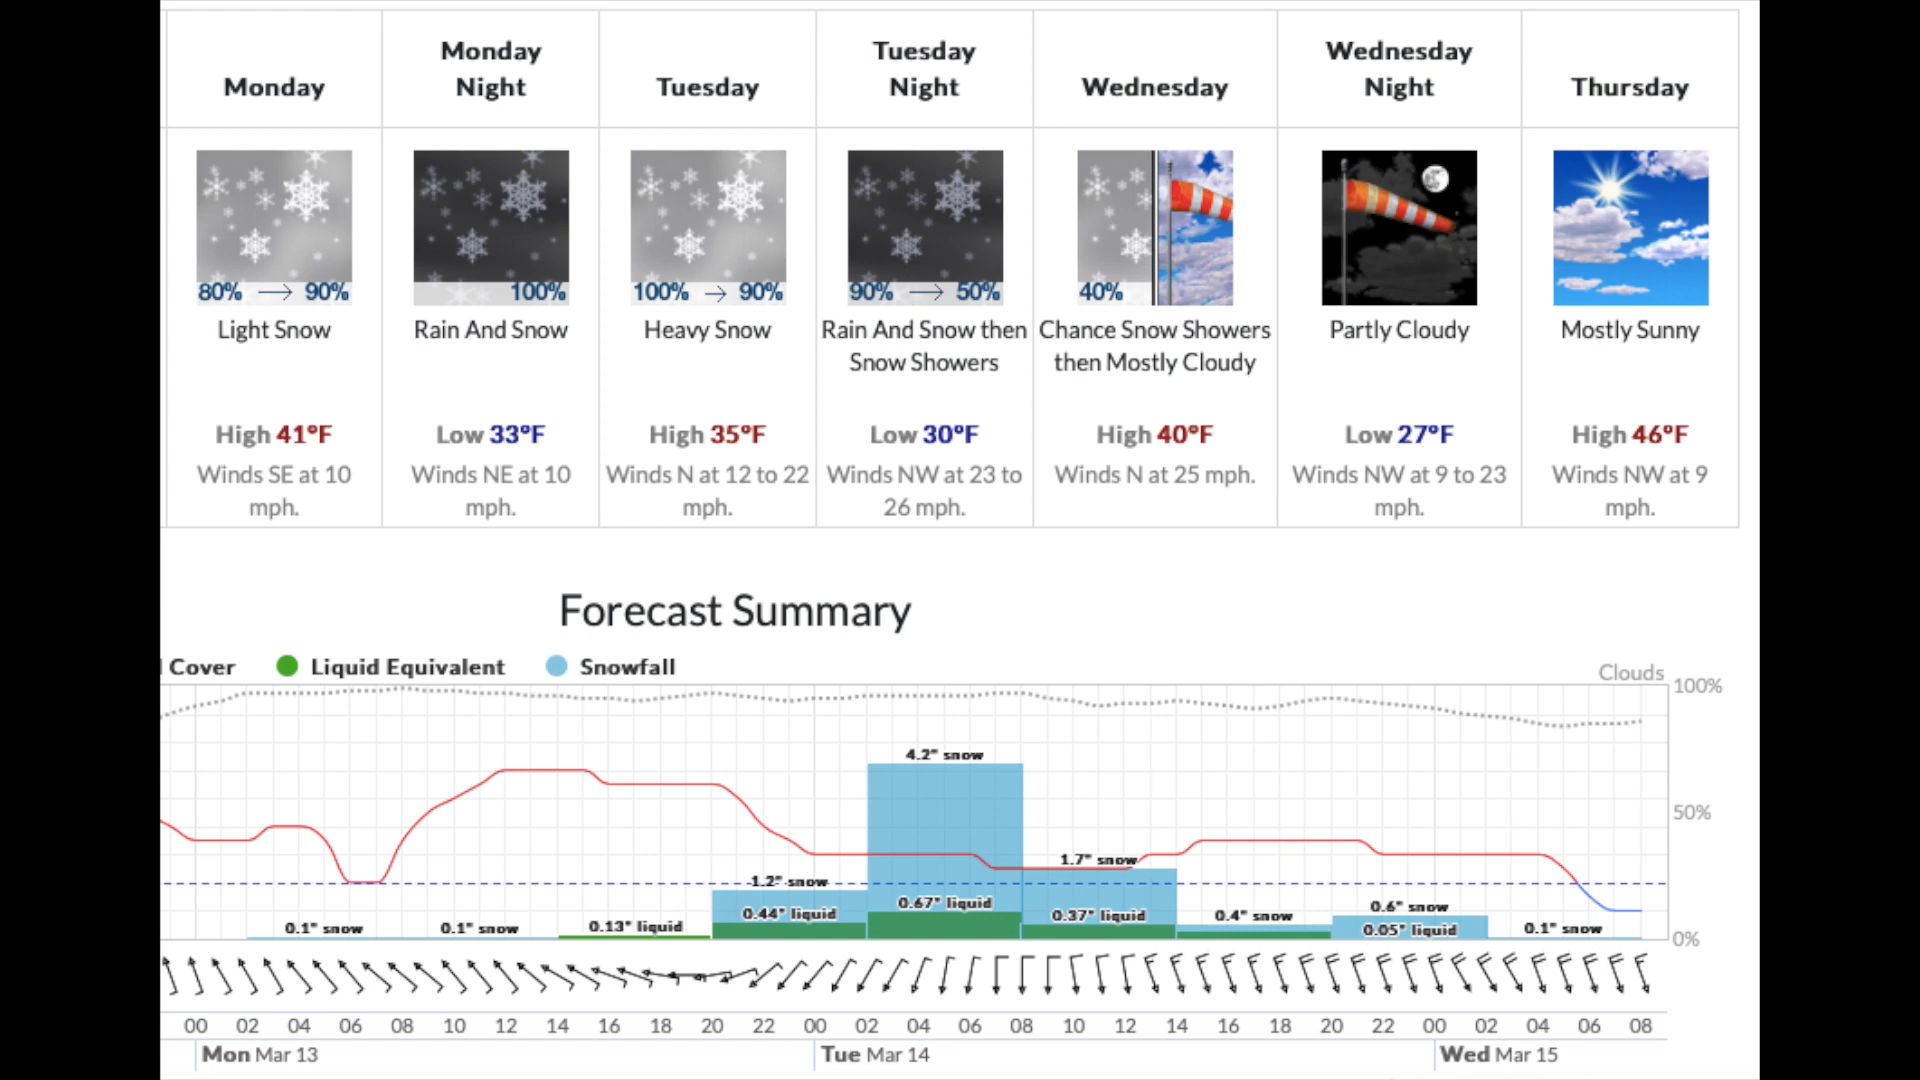 Monday
Monday
Night
Tuesday
Tuesday
Night
Wednesday
Wednesday
Night
Thursday
80% → 90%
100%
100% → 90%
90% → 50%
40%
Light Snow
Rain And Snow
Heavy Snow
Rain And Snow then
Snow Showers
Chance Snow Showers
then Mostly Cloudy
Partly Cloudy
Mostly Sunny
High 41°F
Low 33°F
High 35°F
Low 30°F
High 40°F
Low 27°F
High 46°F
Winds SE at 10
mph.
Winds NE at 10
mph.
Winds N at 12 to 22
mph.
Winds NW at 23 to
26 mph.
Winds N at 25 mph.
Winds NW at 9 to 23
mph.
Winds NW at 9
mph.
Forecast Summary
Cover
Liquid Equivalent
Snowfall
Clouds
100%
50%
0%
4.2" snow
1.7" snow
1.2" snow
0.67" liquid
0.44" liquid
0.37" liquid
0.6" snow
0.4" snow
0.1" snow
0.1" snow
0.13" liquid
0.05" liquid
0.1" snow
00 02 04 06 08 10 12 14 16 18 20 22 00 02 04 06 08 10 12 14 16 18 20 22 00 02 04 06 08
Mon Mar 13
Tue Mar 14
Wed Mar 15